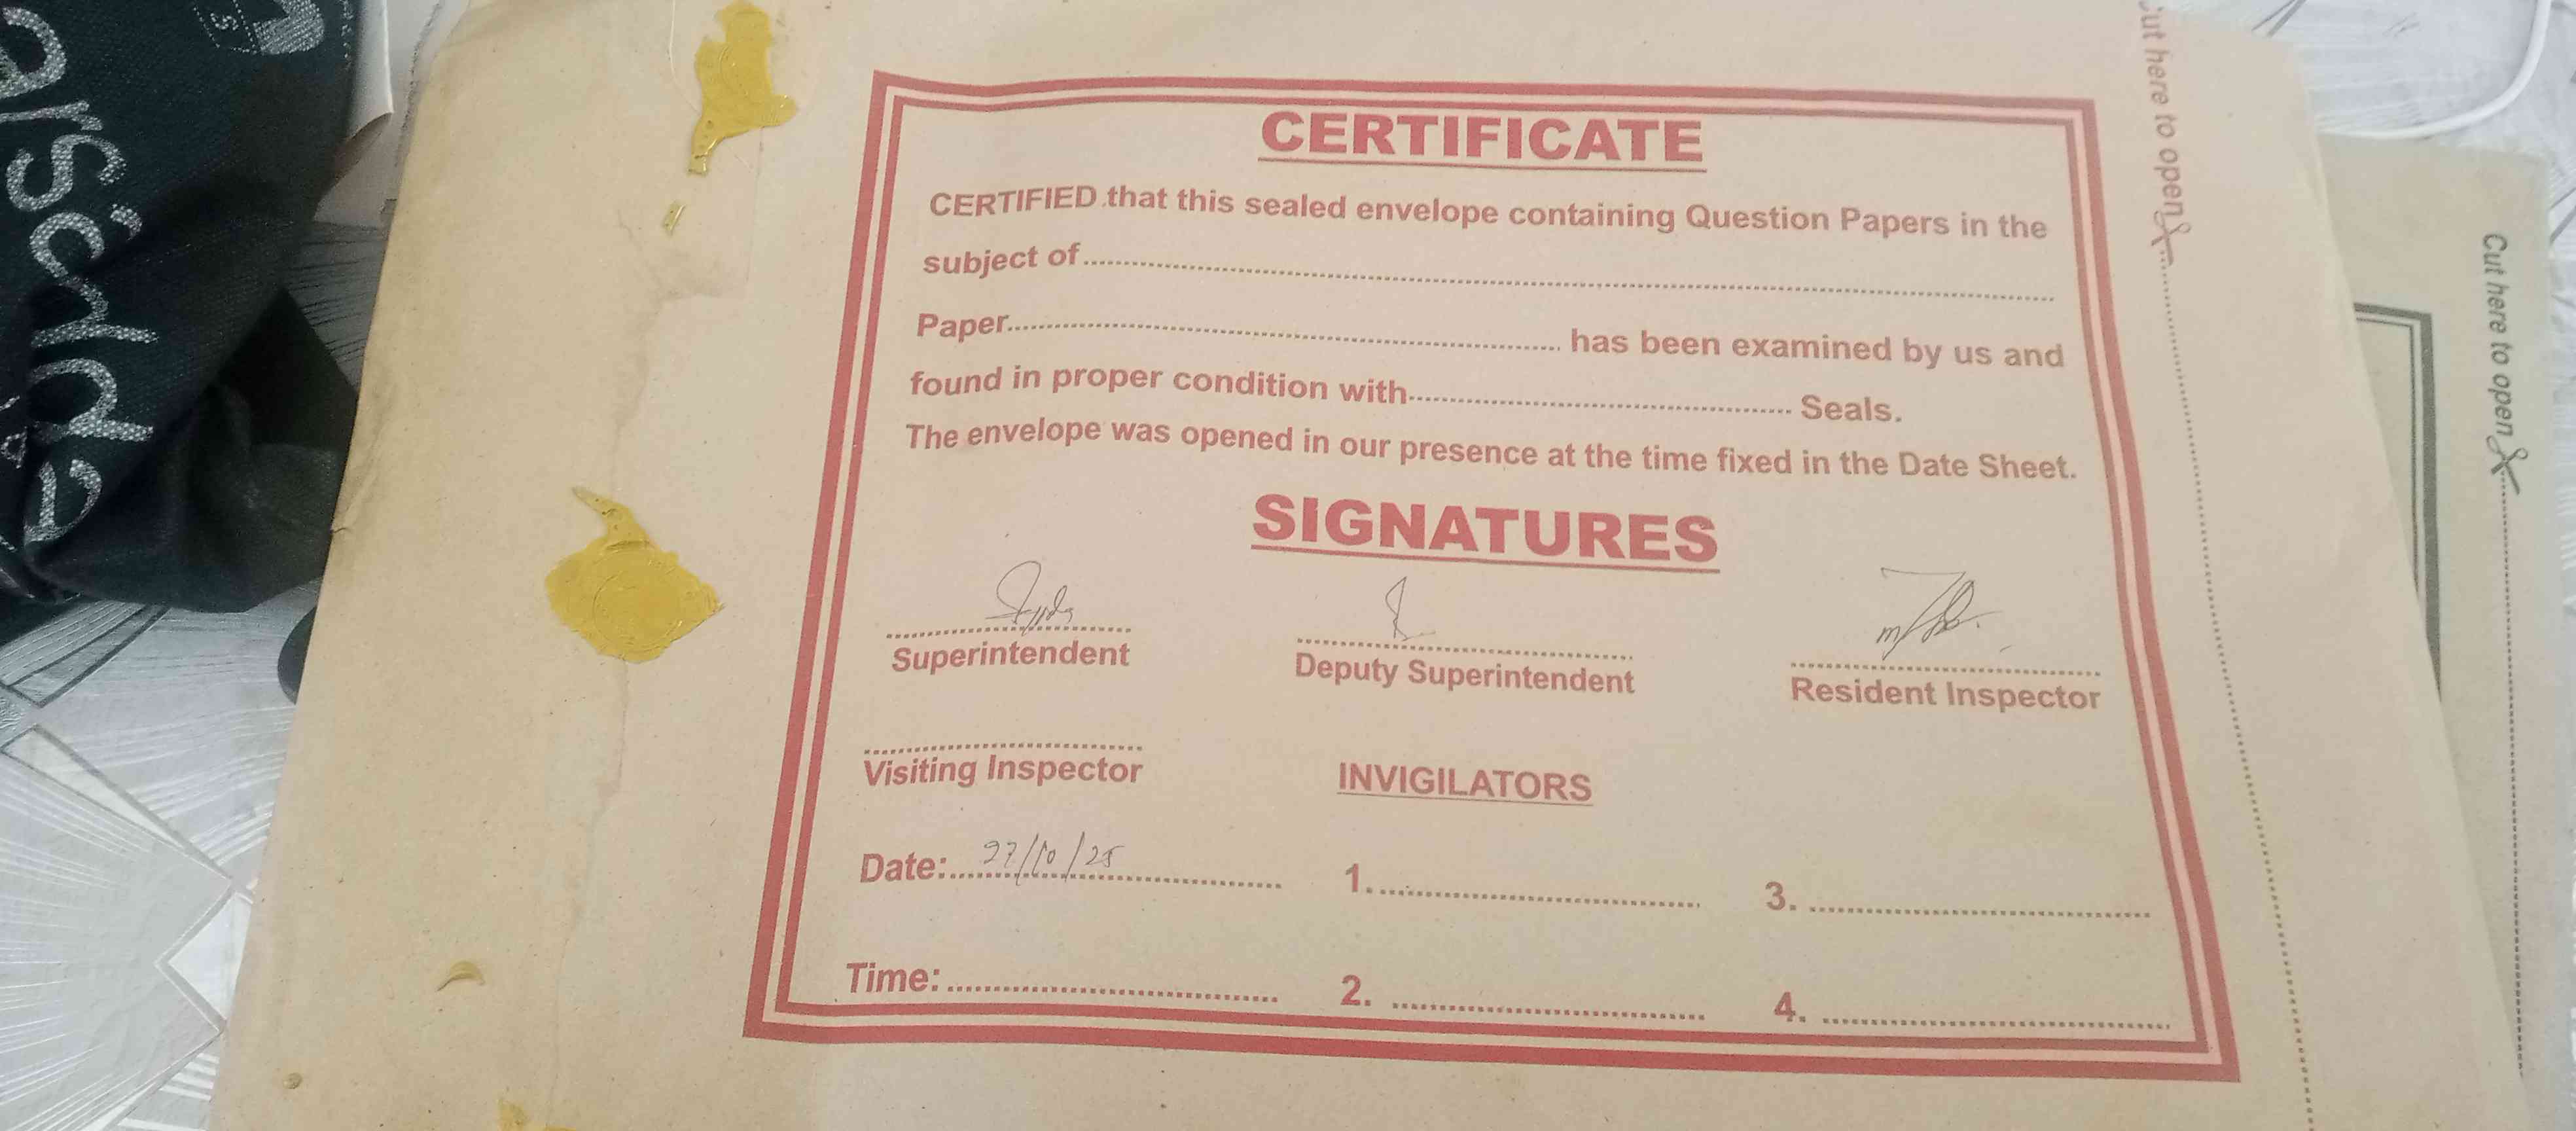 CERTIFICATE
CERTIFIED that this sealed envelope containing Question Papers in the
subject of
Paper has been examined by us and
found in proper condition with Seals.
The envelope was opened in our presence at the time fixed in the Date Sheet.
SIGNATURES
Superintendent Deputy Superintendent Resident Inspector
Visiting Inspector INVIGILATORS
Date: 27/10/25 1. 3.
Time: 2. 4.
Cut here to open
Cut here to open